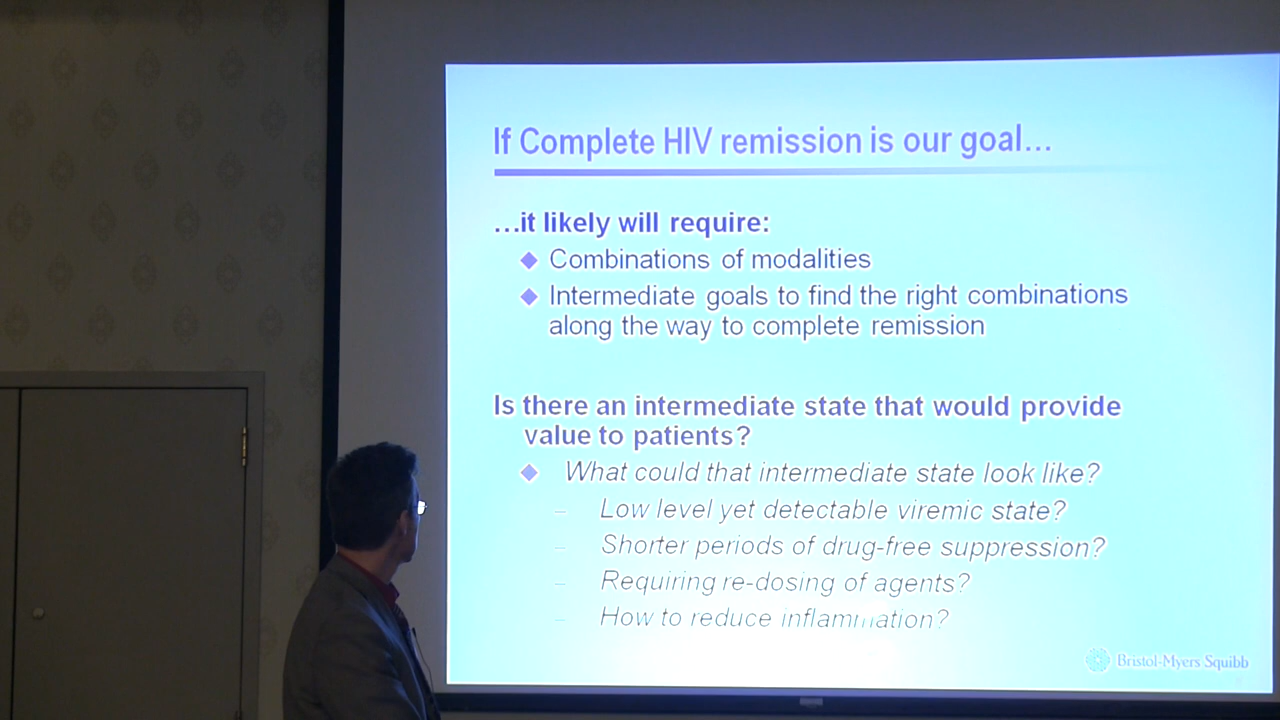 If Complete HIV remission is our goal...
...it likely will require:
Combinations of modalities
Intermediate goals to find the right combinations
along the way to complete remission
Is there an intermediate state that would provide
value to patients?
What could that intermediate state look like?
– Low level yet detectable viremic state?
– Shorter periods of drug-free suppression?
– Requiring re-dosing of agents?
– How to reduce inflammation?
Bristol-Myers Squibb